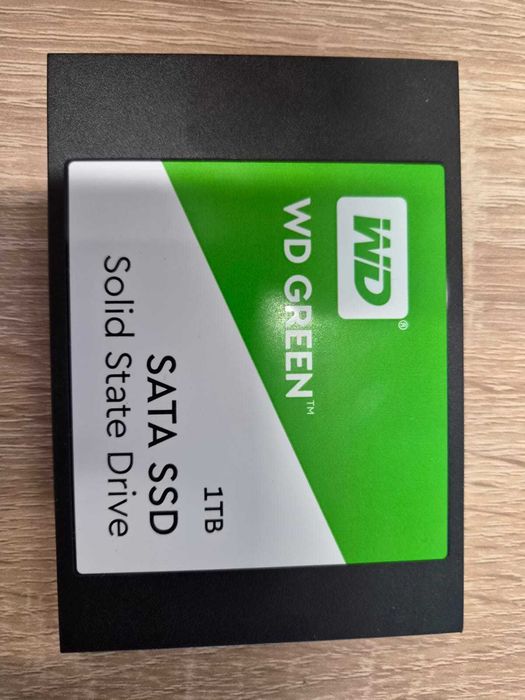 WD®
WD GREEN™
1TB
SATA SSD
Solid State Drive